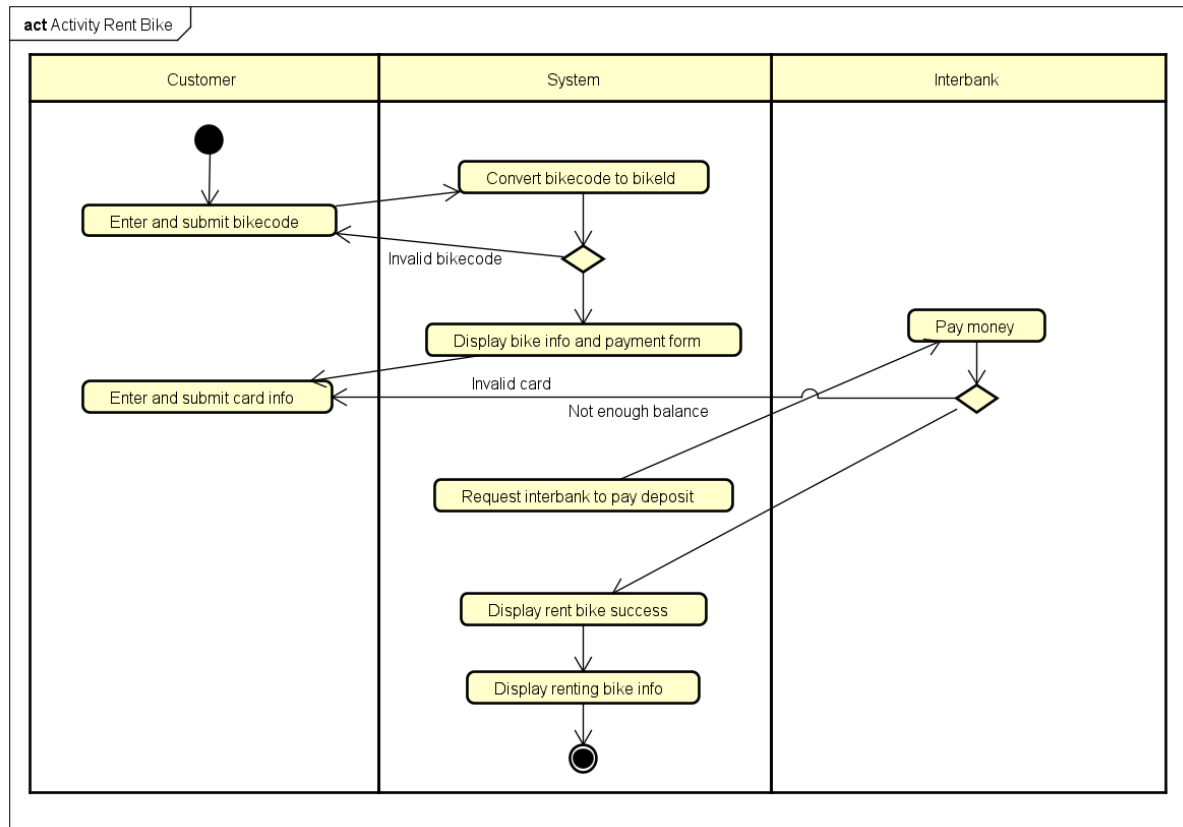 act Activity Rent Bike
Customer
System
Interbank
Convert bikecode to bikeId
Enter and submit bikecode
Invalid bikecode
Display bike info and payment form
Pay money
Enter and submit card info
Invalid card
Not enough balance
Request interbank to pay deposit
Display rent bike success
Display renting bike info